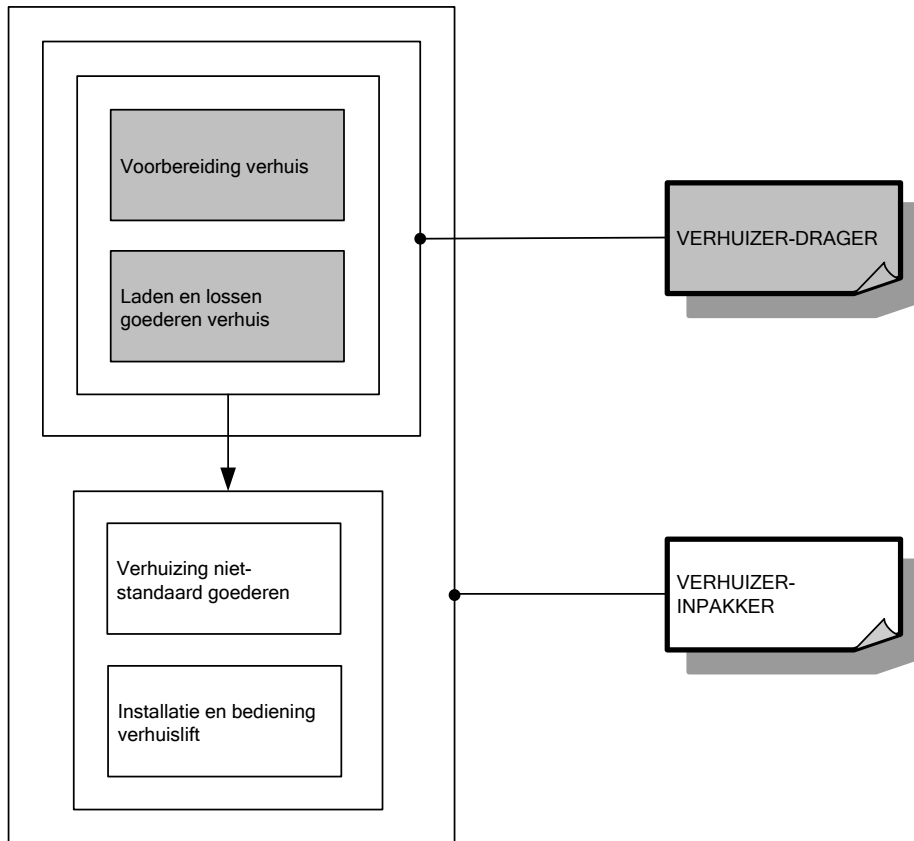 Voorbereiding verhuis
Laden en lossen
goederen verhuis
VERHUIZER-DRAGER
Verhuizing niet-
standaard goederen
Installatie en bediening
verhuislift
VERHUIZER-
INPAKKER